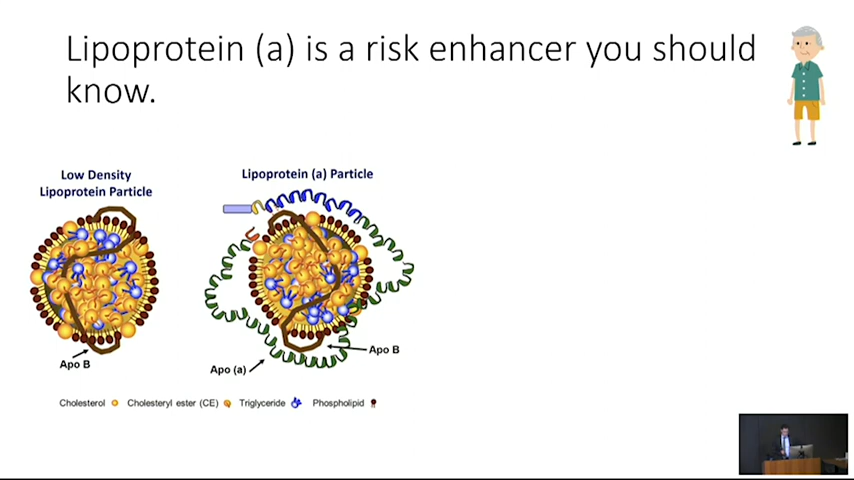 Lipoprotein (a) is a risk enhancer you should
know.
Low Density
Lipoprotein Particle
Lipoprotein (a) Particle
Apo B
Apo (a)
Apo B
Cholesterol Cholesteryl ester (CE) Triglyceride Phospholipid